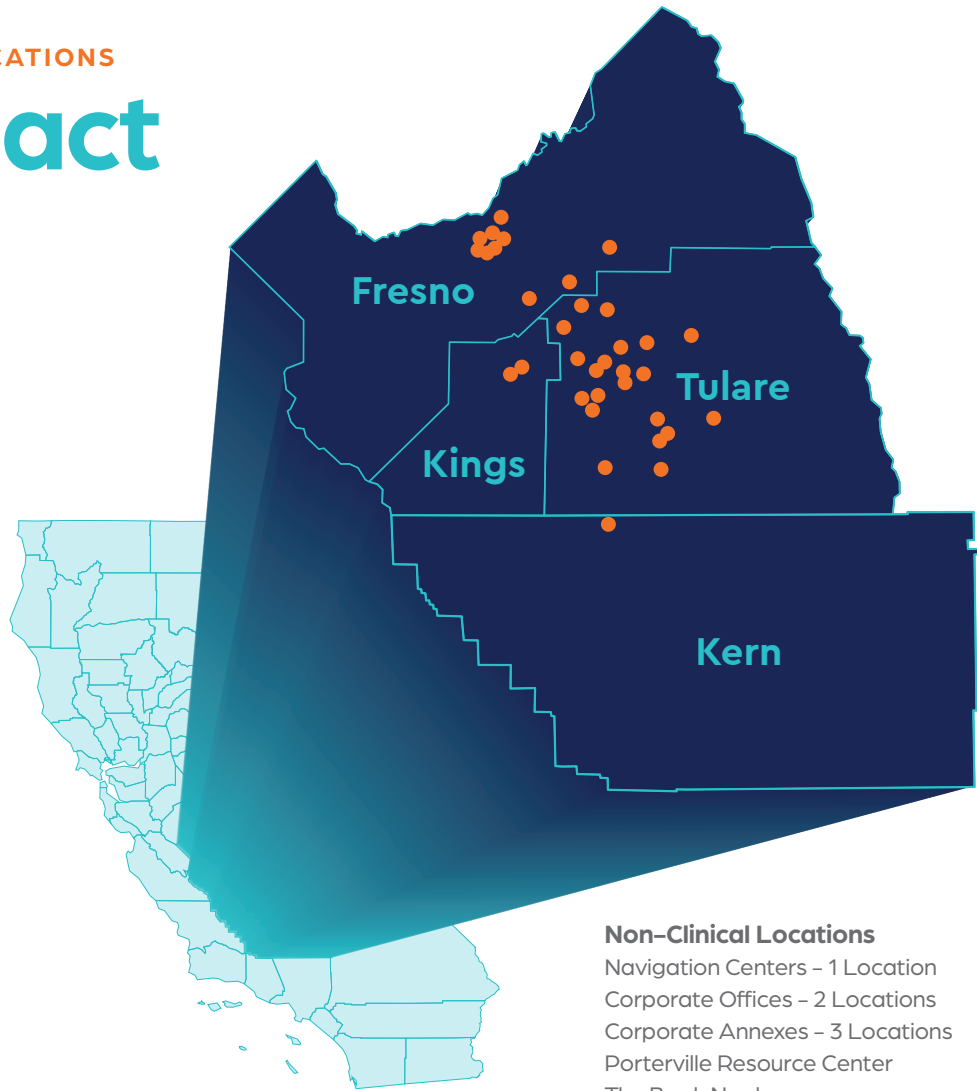 CATIONS
act
Fresno
Tulare
Kings
Kern
Non-Clinical Locations
Navigation Centers - 1 Location
Corporate Offices - 2 Locations
Corporate Annexes - 3 Locations
Porterville Resource Center